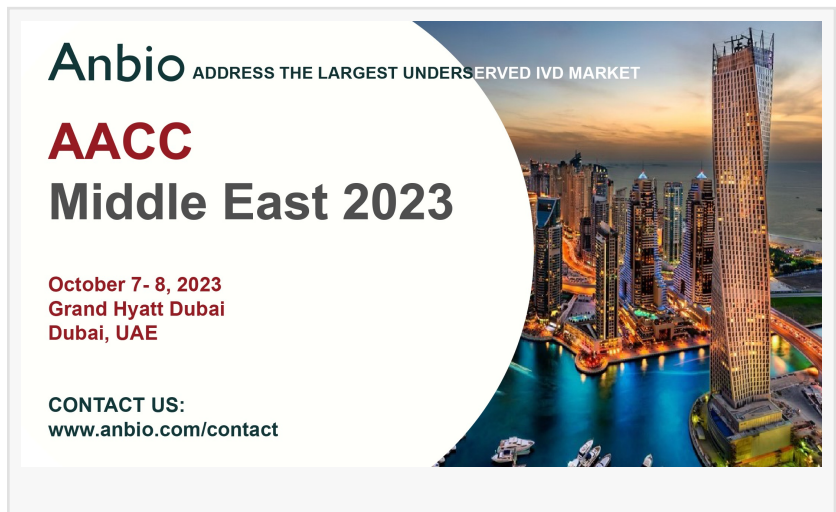 Anbio ADDRESS THE LARGEST UNDERSERVED IVD MARKET
AACC
Middle East 2023
October 7- 8, 2023
Grand Hyatt Dubai
Dubai, UAE
CONTACT US:
www.anbio.com/contact